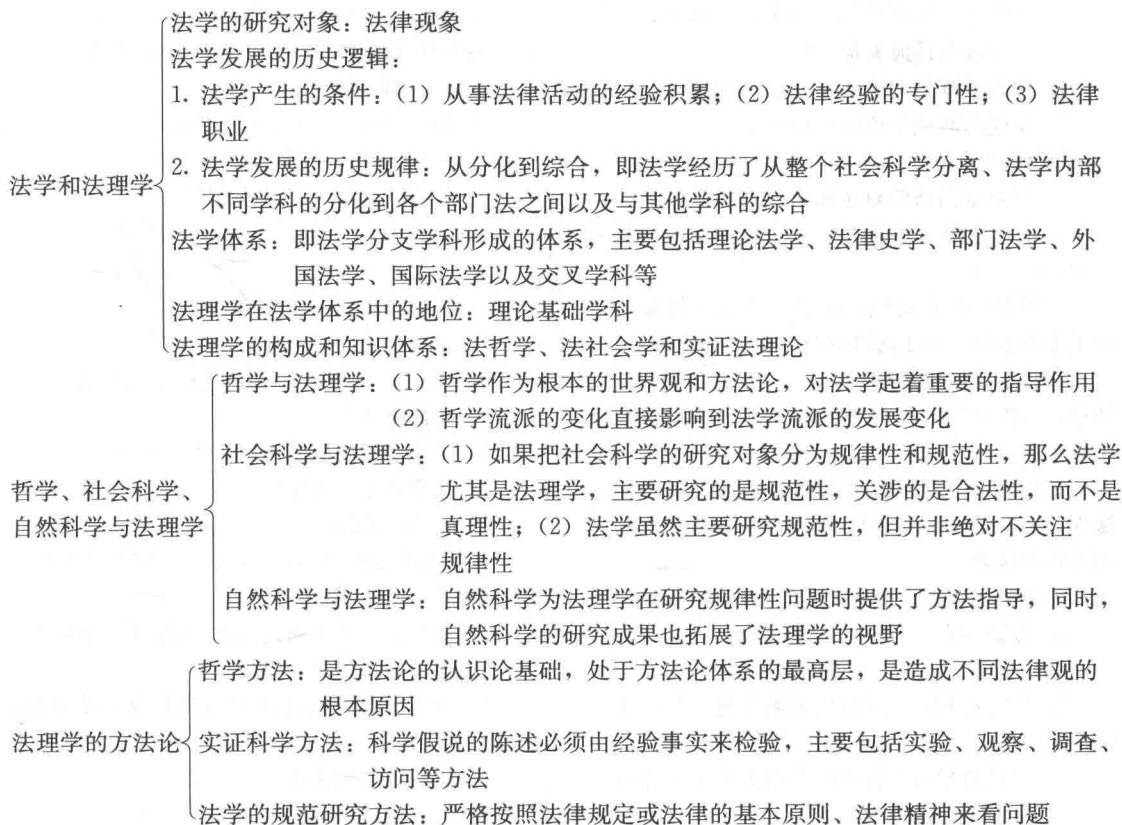 法学的研究对象：法律现象
法学发展的历史逻辑：
1. 法学产生的条件：（1）从事法律活动的经验积累；（2）法律经验的专门性；（3）法律
职业
法学和法理学
2. 法学发展的历史规律：从分化到综合，即法学经历了从整个社会科学分离、法学内部
不同学科的分化到各个部门法之间以及与其他学科的综合
法学体系：即法学分支学科形成的体系，主要包括理论法学、法律史学、部门法学、外
国法学、国际法学以及交叉学科等
法理学在法学体系中的地位：理论基础学科
法理学的构成和知识体系：法哲学、法社会学和实证法理论
哲学与法理学：（1）哲学作为根本的世界观和方法论，对法学起着重要的指导作用
（2）哲学流派的变化直接影响到法学流派的发展变化
社会科学与法理学：（1）如果把社会科学的研究对象分为规律性和规范性，那么法学
哲学、社会科学、
自然科学与法理学
尤其是法理学，主要研究的是规范性，关涉的是合法性，而不是
真理性；（2）法学虽然主要研究规范性，但并非绝对不关注
规律性
自然科学与法理学：自然科学为法理学在研究规律性问题时提供了方法指导，同时，
自然科学的研究成果也拓展了法理学的视野
哲学方法：是方法论的认识论基础，处于方法论体系的最高层，是造成不同法律观的
根本原因
法理学的方法论
实证科学方法：科学假说的陈述必须由经验事实来检验，主要包括实验、观察、调查、
访问等方法
法学的规范研究方法：严格按照法律规定或法律的基本原则、法律精神来看问题